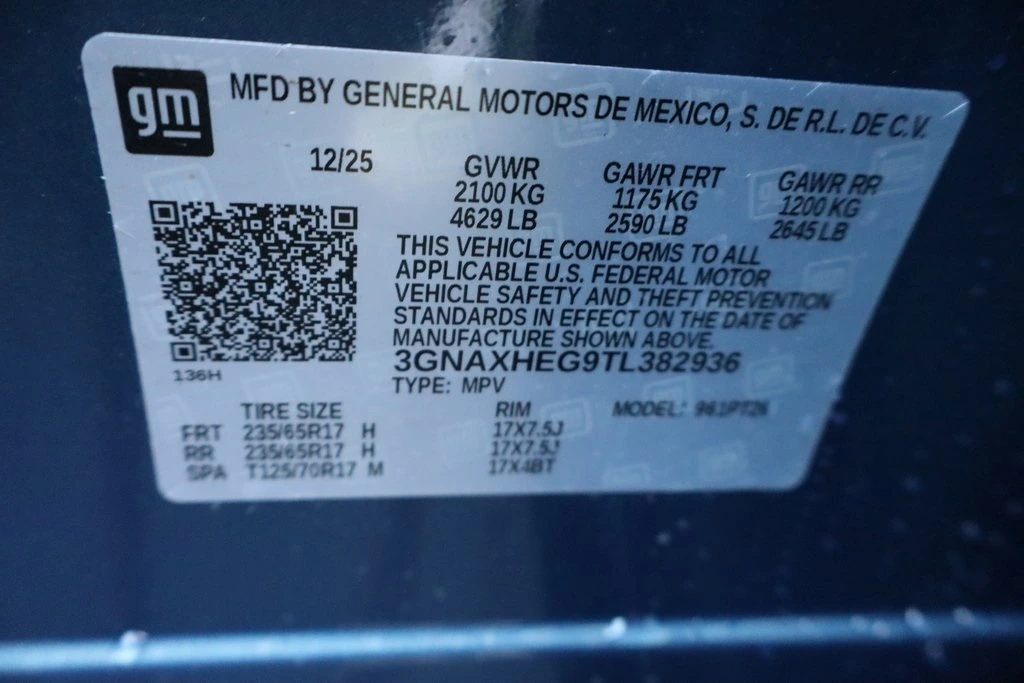 gm
MFD BY GENERAL MOTORS DE MEXICO, S. DE R.L. DE C.V.
12/25 GVWR GAWR FRT GAWR RR
2100 KG 1175 KG 1200 KG
4629 LB 2590 LB 2645 LB
THIS VEHICLE CONFORMS TO ALL
APPLICABLE U.S. FEDERAL MOTOR
VEHICLE SAFETY AND THEFT PREVENTION
STANDARDS IN EFFECT ON THE DATE OF
MANUFACTURE SHOWN ABOVE.
3GNAXHEG9TL382936
136H
TYPE: MPV
TIRE SIZE RIM MODEL:
FRT 235/65R17 H 17X7.5J
RR 235/65R17 H 17X7.5J
SPA T125/70R17 M 17X4BT